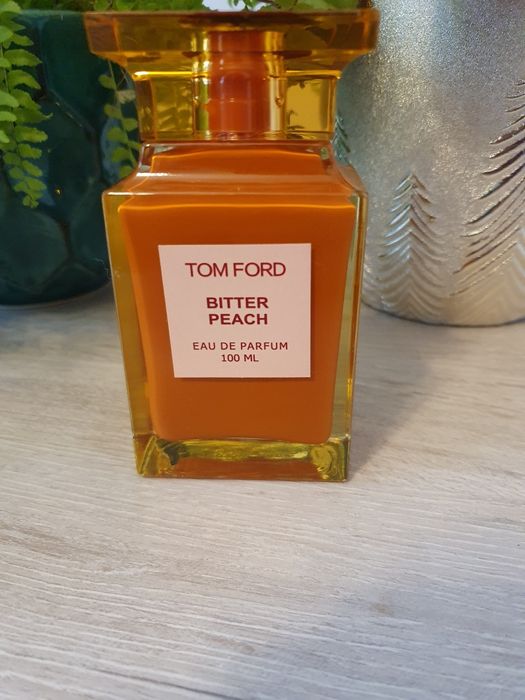 TOM FORD
BITTER
PEACH
EAU DE PARFUM
100 ML